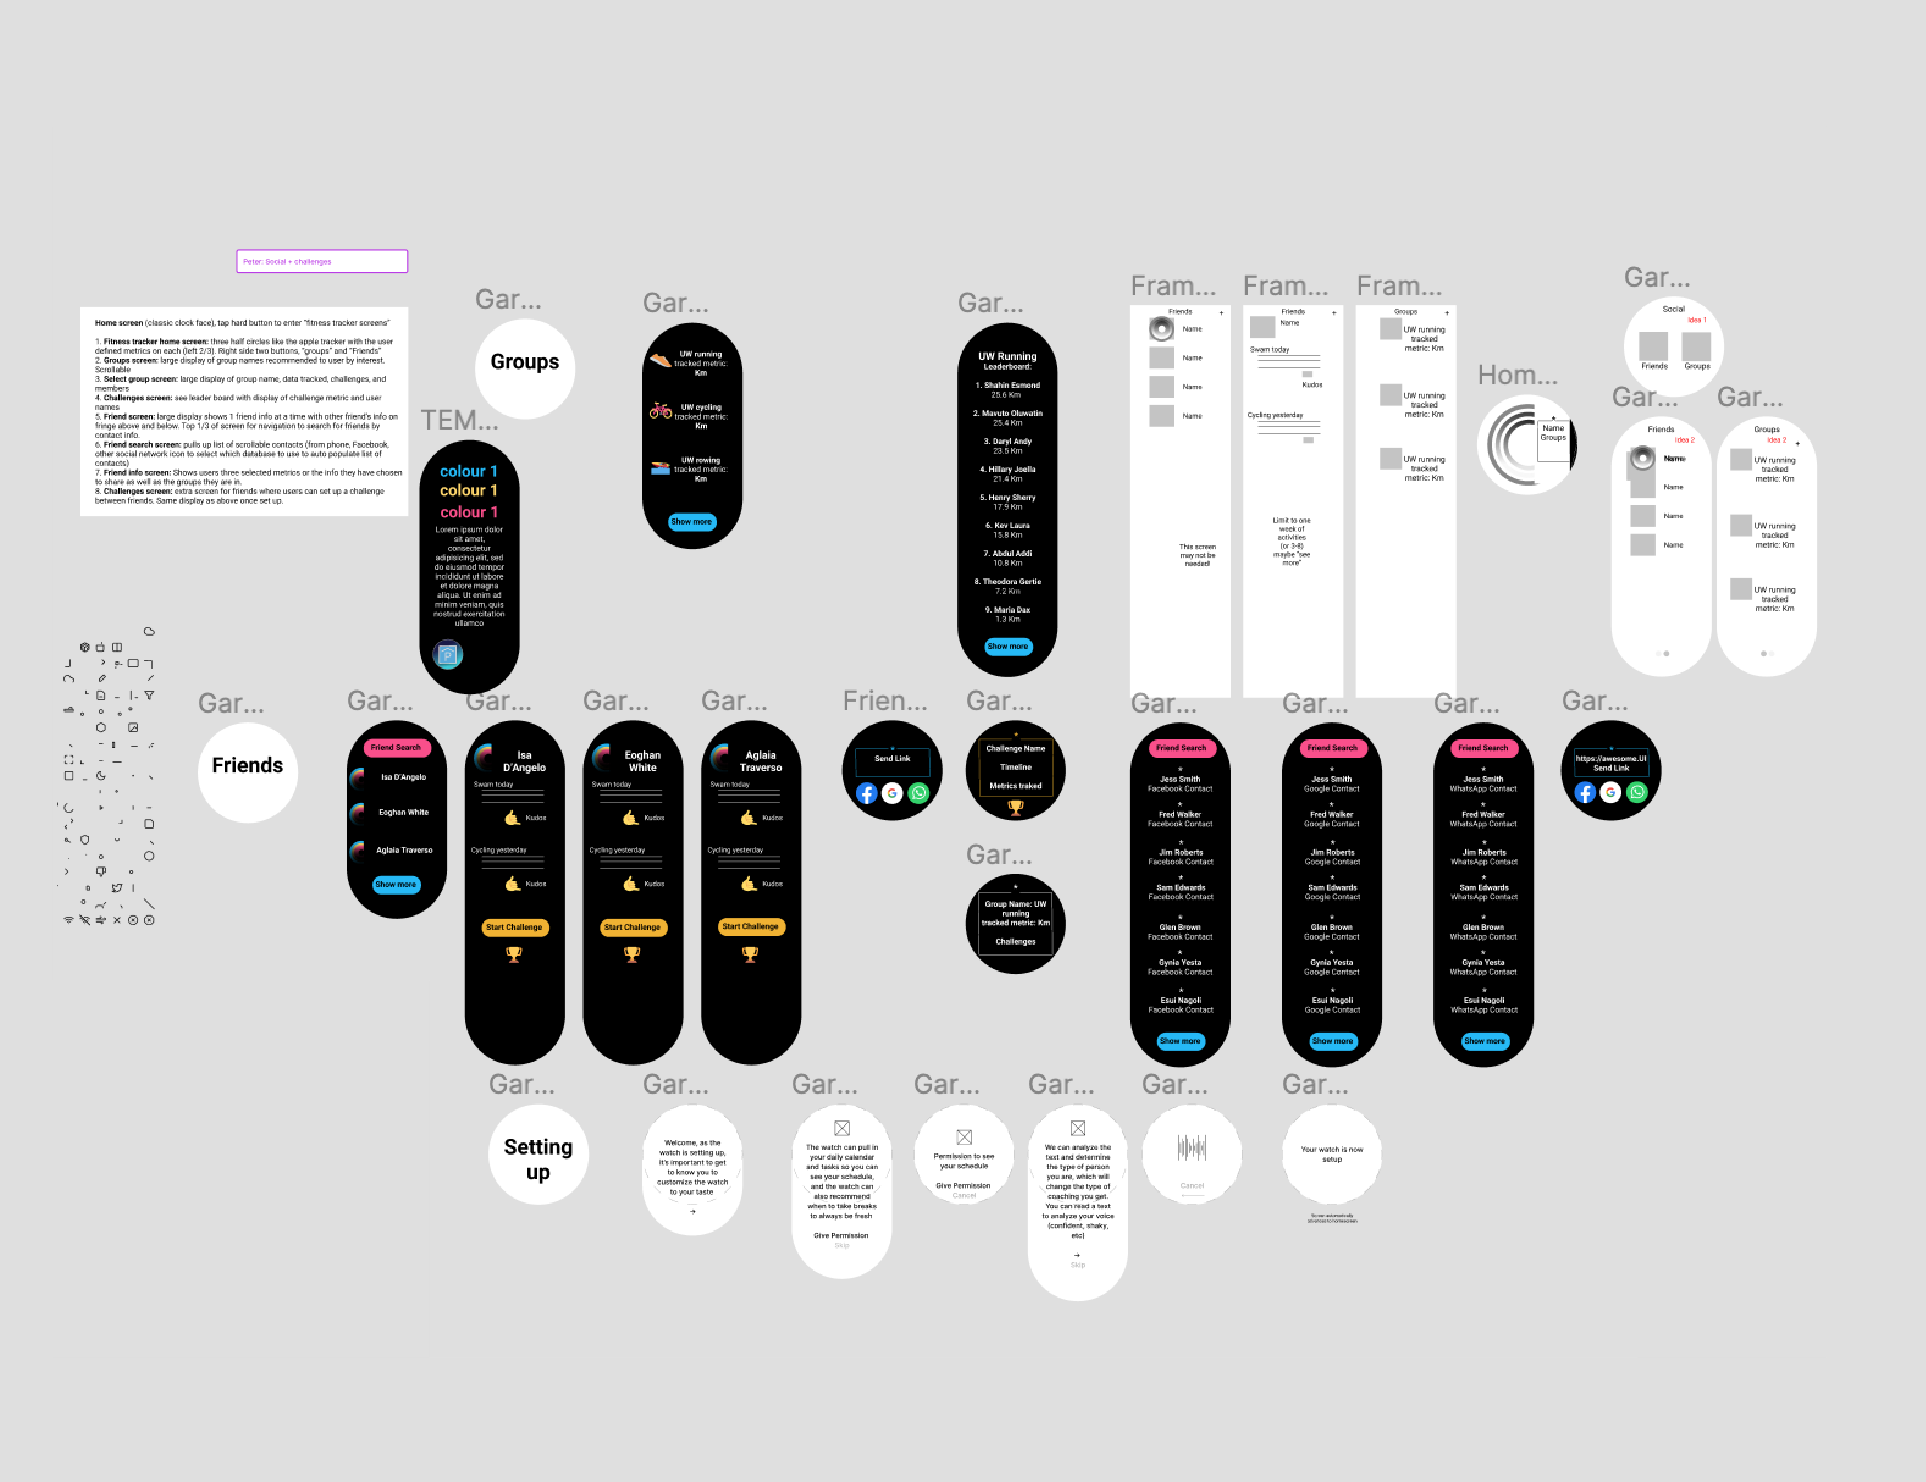 Peter: Social + challenges
Home screen (classic clock face), tap hard button to enter "fitness tracker screens"
1. Fitness tracker home screen: three half circles like the apple tracker with the user
defined metrics on each (left 2/3). Right side two buttons, "groups" and "Friends"
2. Groups screen: large display of group names recommended to user by interest.
Scrollable
3. Select group screen: large display of group name, data tracked, challenges, and
members
4. Challenges screen: see leader board with display of challenge metric and user
names
5. Friend screen: large display shows 1 friend info at a time with other friend's info on
fringe above and below. Top 1/3 of screen for navigation to search for friends by
contact info.
6. Friend search screen: pulls up list of scrollable contacts (from phone, Facebook,
other social network icon to select which database to use to auto populate list of
contacts)
7. Friend info screen: Shows users three selected metrics or the info they have chosen
to share as well as the groups they are in.
8. Challenges screen: extra screen for friends where users can set up a challenge
between friends. Same display as above once set up.
Gar...
Groups
TEM...
colour 1
colour 1
colour 1
Lorem ipsum dolor
sit amet,
consectetur
adipisicing elit, sed
do eiusmod tempor
incididunt ut labore
et dolore magna
aliqua. Ut enim ad
minim veniam, quis
nostrud exercitation
ullamco
Gar...
UW running
tracked metric:
Km
UW cycling
tracked metric:
Km
UW rowing
tracked metric:
Km
Show more
Gar...
UW Running
Leaderboard:
1. Shahin Esmond
25.6 Km
2. Mavuto Oluwatin
25.4 Km
3. Daryl Andy
23.5 Km
4. Hillary Joella
21.4 Km
5. Henry Sherry
17.9 Km
6. Kev Laura
15.8 Km
7. Abdul Addi
10.8 Km
8. Theodora Gertie
7.2 Km
9. Maria Dax
1.3 Km
Show more
Fram...
Friends
+
Name
Name
Name
Name
This screen
may not be
needed!
Fram...
Friends
+
Name
Swam today
Kudos
Cycling yesterday
Limit to one
week of
activities
(or 3-8)
maybe "see
more"
Fram...
Groups
+
UW running
tracked
metric: Km
UW running
tracked
metric: Km
UW running
tracked
metric: Km
Hom...
Name
Groups
Gar...
Social
Idea 1
Friends
Groups
Gar...
Friends
Idea 2
Name
Name
Name
Name
Gar...
Groups
Idea 2
+
UW running
tracked
metric: Km
UW running
tracked
metric: Km
UW running
tracked
metric: Km
Gar...
Friends
Gar...
Friend Search
Isa D'Angelo
Eoghan White
Aglaia Traverso
Show more
Gar...
Isa
D'Angelo
Swam today
Kudos
Cycling yesterday
Kudos
Start Challenge
Gar...
Eoghan
White
Swam today
Kudos
Cycling yesterday
Kudos
Start Challenge
Gar...
Aglaia
Traverso
Swam today
Kudos
Cycling yesterday
Kudos
Start Challenge
Frien...
Send Link
Gar...
Challenge Name
Timeline
Metrics traked
Gar...
Group Name: UW
running
tracked metric: Km
Challenges
Gar...
Friend Search
Jess Smith
Facebook Contact
Fred Walker
Facebook Contact
Jim Roberts
Facebook Contact
Sam Edwards
Facebook Contact
Glen Brown
Facebook Contact
Gynia Yesta
Facebook Contact
Esui Nagoli
Facebook Contact
Show more
Gar...
Friend Search
Jess Smith
Google Contact
Fred Walker
Google Contact
Jim Roberts
Google Contact
Sam Edwards
Google Contact
Glen Brown
Google Contact
Gynia Yesta
Google Contact
Esui Nagoli
Google Contact
Show more
Gar...
Friend Search
Jess Smith
WhatsApp Contact
Fred Walker
WhatsApp Contact
Jim Roberts
WhatsApp Contact
Sam Edwards
WhatsApp Contact
Glen Brown
WhatsApp Contact
Gynia Yesta
WhatsApp Contact
Esui Nagoli
WhatsApp Contact
Show more
Gar...
https://awesome.UI
Send Link
Gar...
Setting
up
Gar...
Welcome, as the
watch is setting up,
it's important to get
to know you to
customize the watch
to your taste
Gar...
The watch can pull in
your daily calendar
and tasks so you can
see your schedule,
and the watch can
also recommend
when to take breaks
to always be fresh
Give Permission
Skip
Gar...
Permission to see
your schedule
Give Permission
Cancel
Gar...
We can analyze the
text and determine
the type of person
you are, which will
change the type of
coaching you get.
You can read a text
to analyze your voice
(confident, shaky,
etc)
Skip
Gar...
Cancel
Gar...
Your watch is now
setup